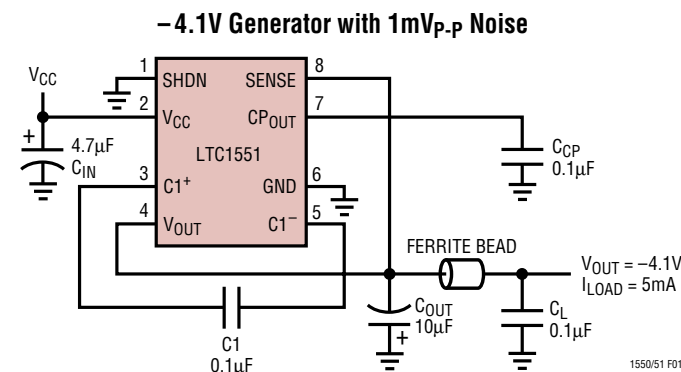 –4.1V Generator with 1mVP-P Noise
VCC
+
4.7µF
CIN
1
SHDN
2
VCC
3
C1+
4
VOUT
LTC1551
8
SENSE
7
CPOUT
6
GND
5
C1–
CCP
0.1µF
FERRITE BEAD
VOUT = –4.1V
ILOAD = 5mA
COUT
10µF
+
CL
0.1µF
C1
0.1µF
1550/51 F01